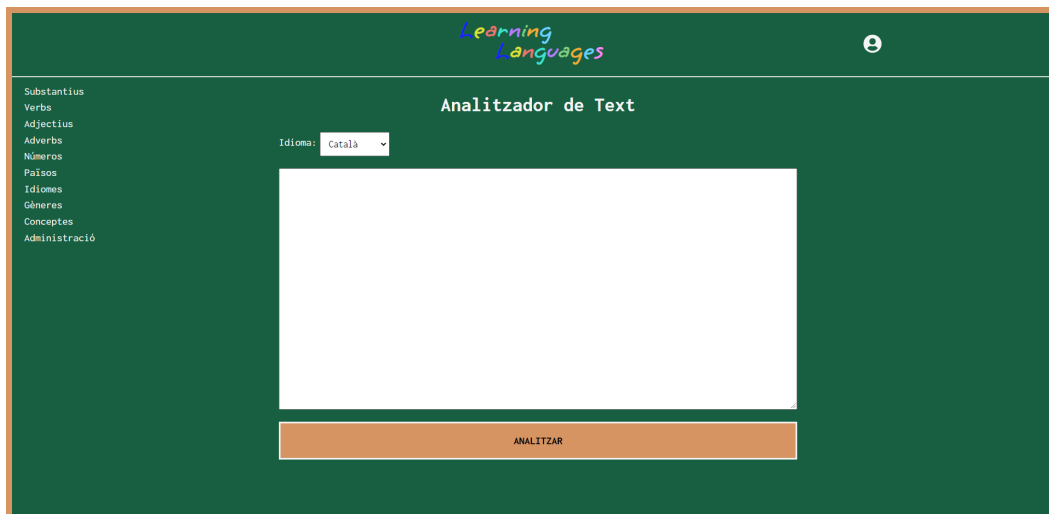 Learning
Languages
Substantius
Verbs
Adjectius
Adverbs
Números
Països
Idiomes
Gèneres
Conceptes
Administració
Analitzador de Text
Idioma: Català
ANALITZAR